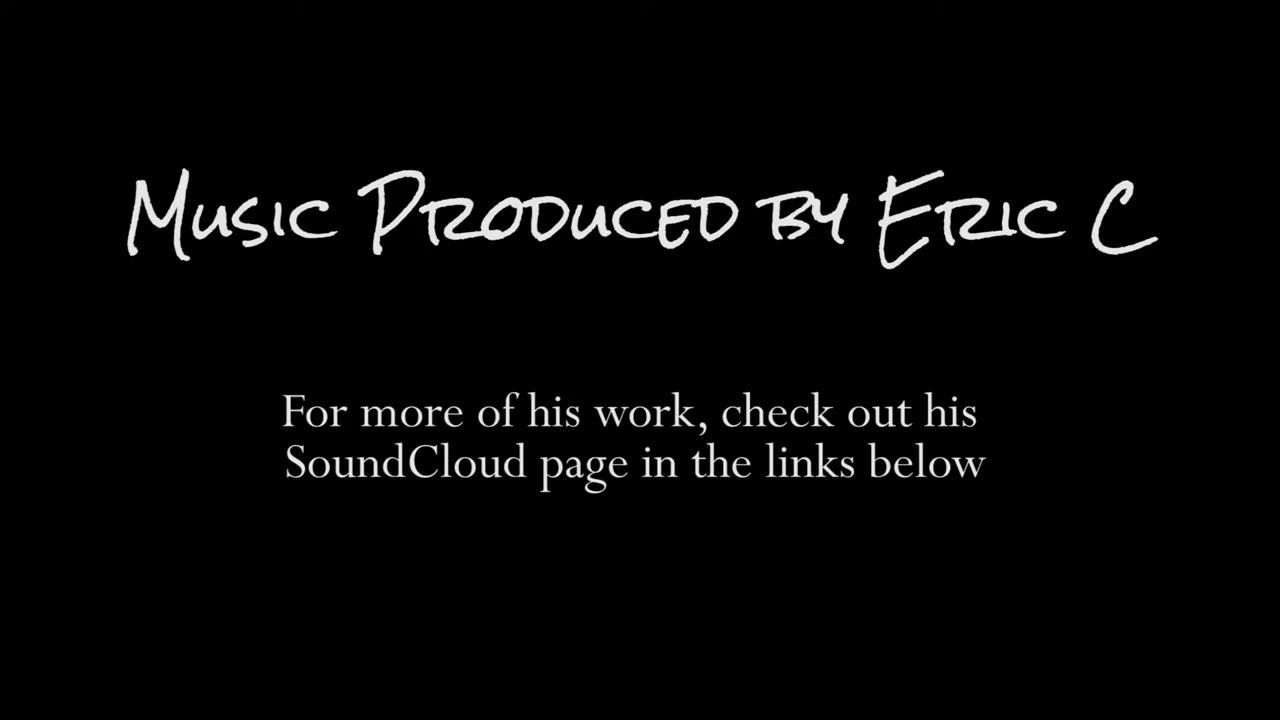 Music Produced by Eric C
For more of his work, check out his
SoundCloud page in the links below